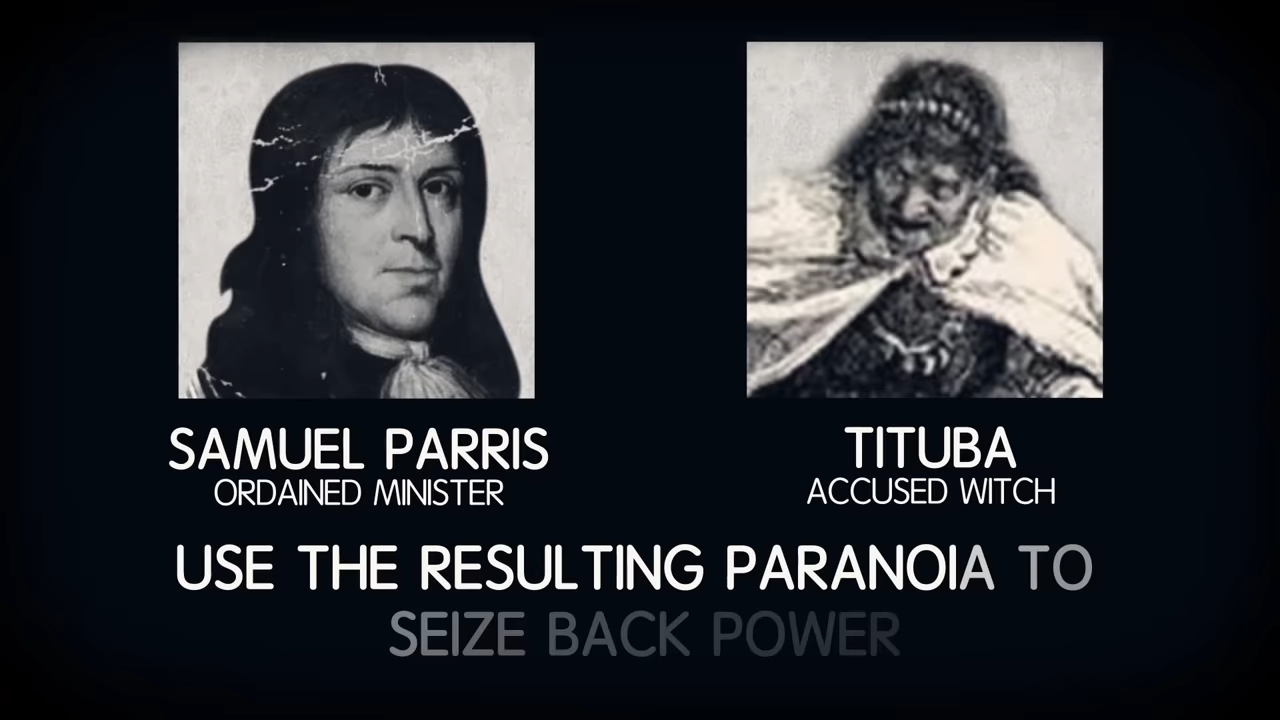 SAMUEL PARRIS
ORDAINED MINISTER
TITUBA
ACCUSED WITCH
USE THE RESULTING PARANOIA TO
SEIZE BACK POWER